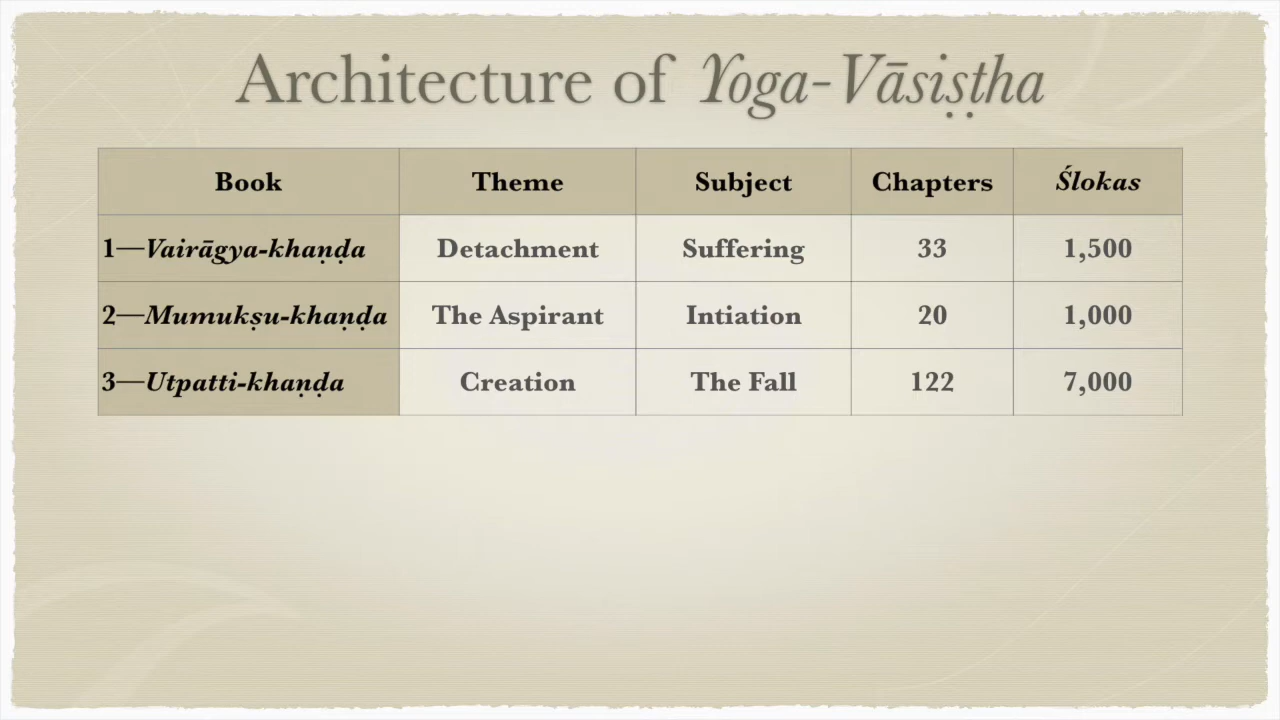 Architecture of Yoga-Vāsiṣṭha
Book Theme Subject Chapters Ślokas
1—Vairāgya-khaṇḍa Detachment Suffering 33 1,500
2—Mumukṣu-khaṇḍa The Aspirant Intiation 20 1,000
3—Utpatti-khaṇḍa Creation The Fall 122 7,000